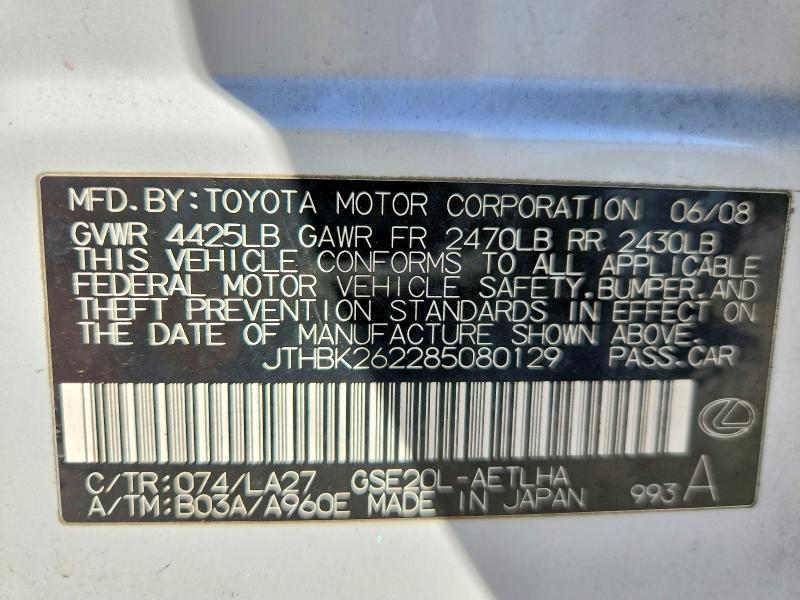 MFD. BY: TOYOTA MOTOR CORPORATION 06/08
GVWR 4425LB GAWR FR 2470LB RR 2430LB
THIS VEHICLE CONFORMS TO ALL APPLICABLE
FEDERAL MOTOR VEHICLE SAFETY, BUMPER, AND
THEFT PREVENTION STANDARDS IN EFFECT ON
THE DATE OF MANUFACTURE SHOWN ABOVE.
JTHBK262285080129 PASS.CAR
C/TR:074/LA27 GSE20L-AETLHA
A/TM:B03A/A960E MADE IN JAPAN 993 A